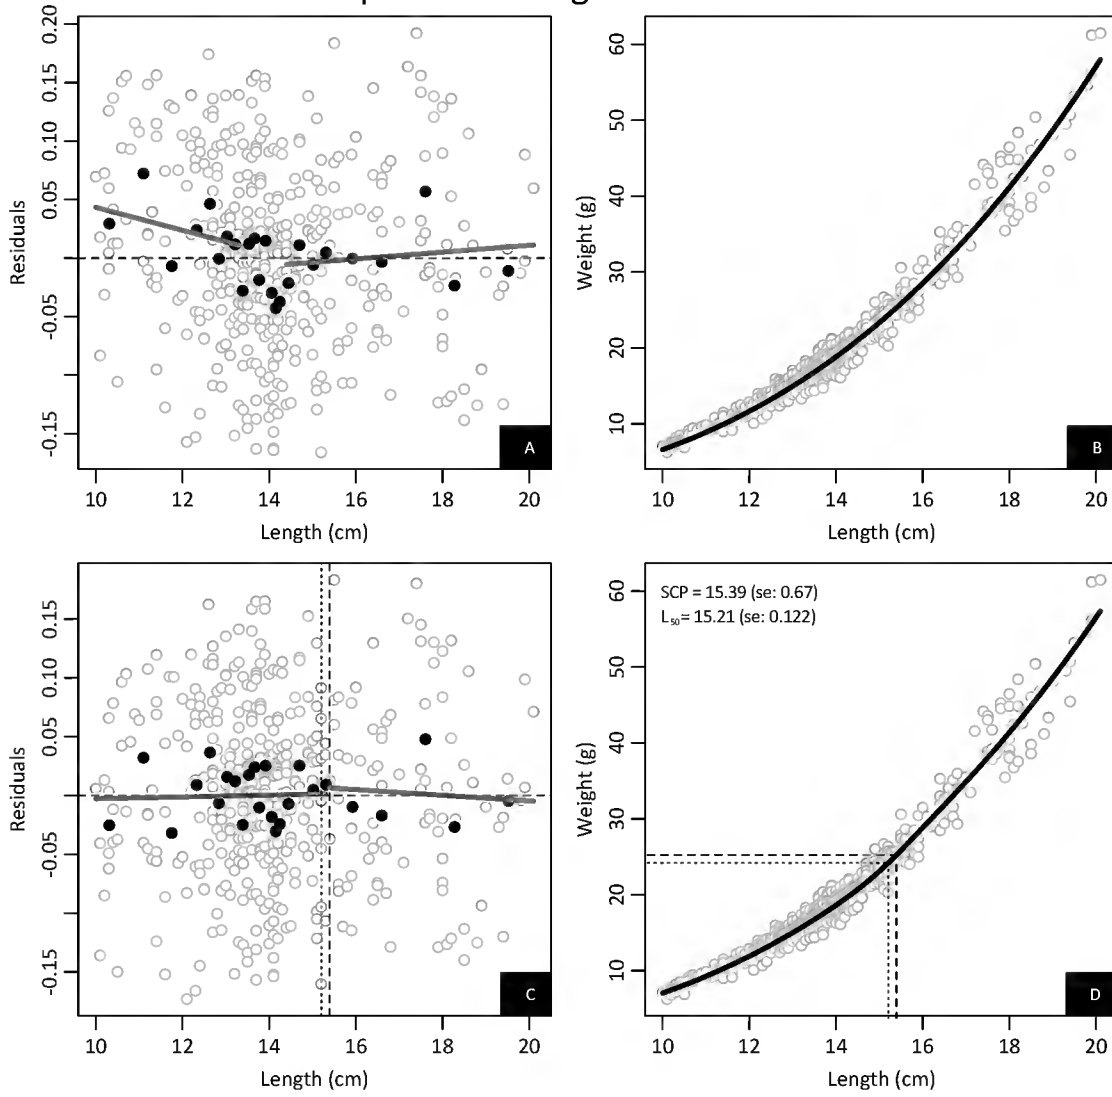 Residuals
0.20
0.15
0.10
0.05
-0.05
-0.15
A
10 12 14 16 18 20
Length (cm)
Weight (g)
60
50
40
30
20
10
B
10 12 14 16 18 20
Length (cm)
Residuals
0.15
0.10
0.05
-0.05
-0.15
C
10 12 14 16 18 20
Length (cm)
Weight (g)
60
50
40
30
20
10
SCP = 15.39 (se: 0.67)
L50= 15.21 (se: 0.122)
D
10 12 14 16 18 20
Length (cm)